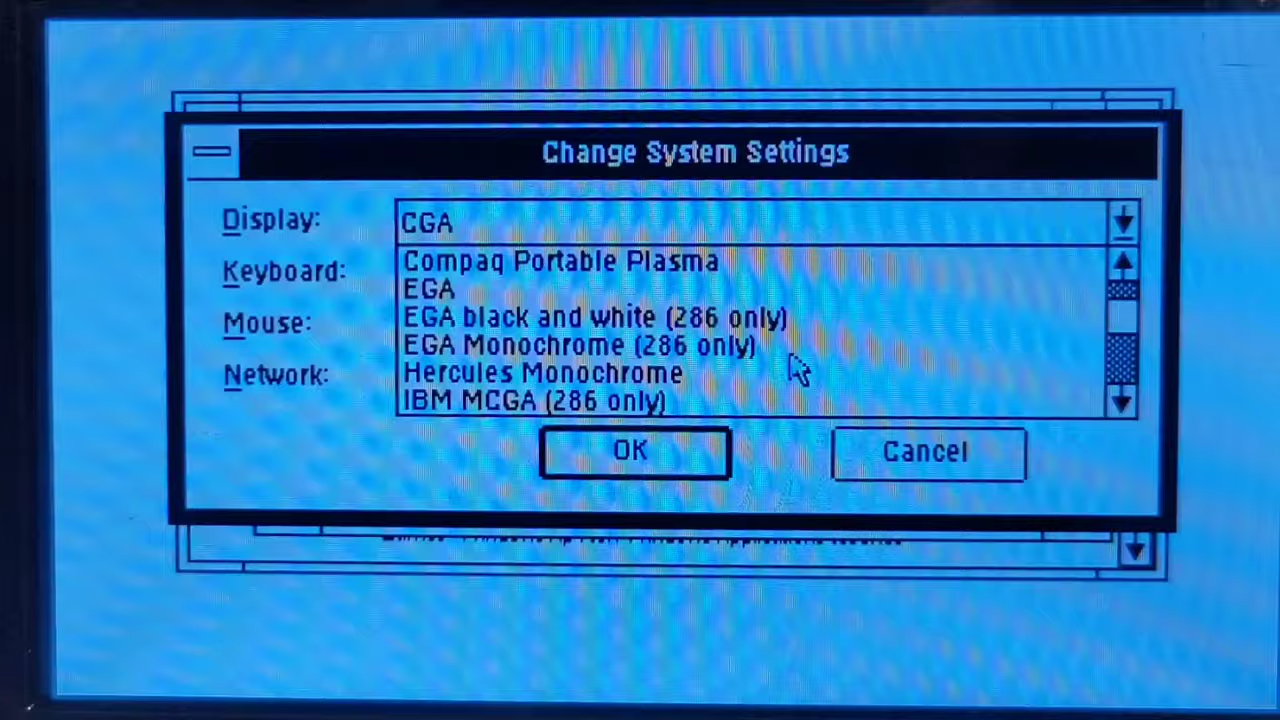 Change System Settings
Display:
CGA
Compaq Portable Plasma
Keyboard:
EGA
EGA black and white (286 only)
Mouse:
EGA Monochrome (286 only)
Network:
Hercules Monochrome
IBM MCGA (286 only)
OK
Cancel